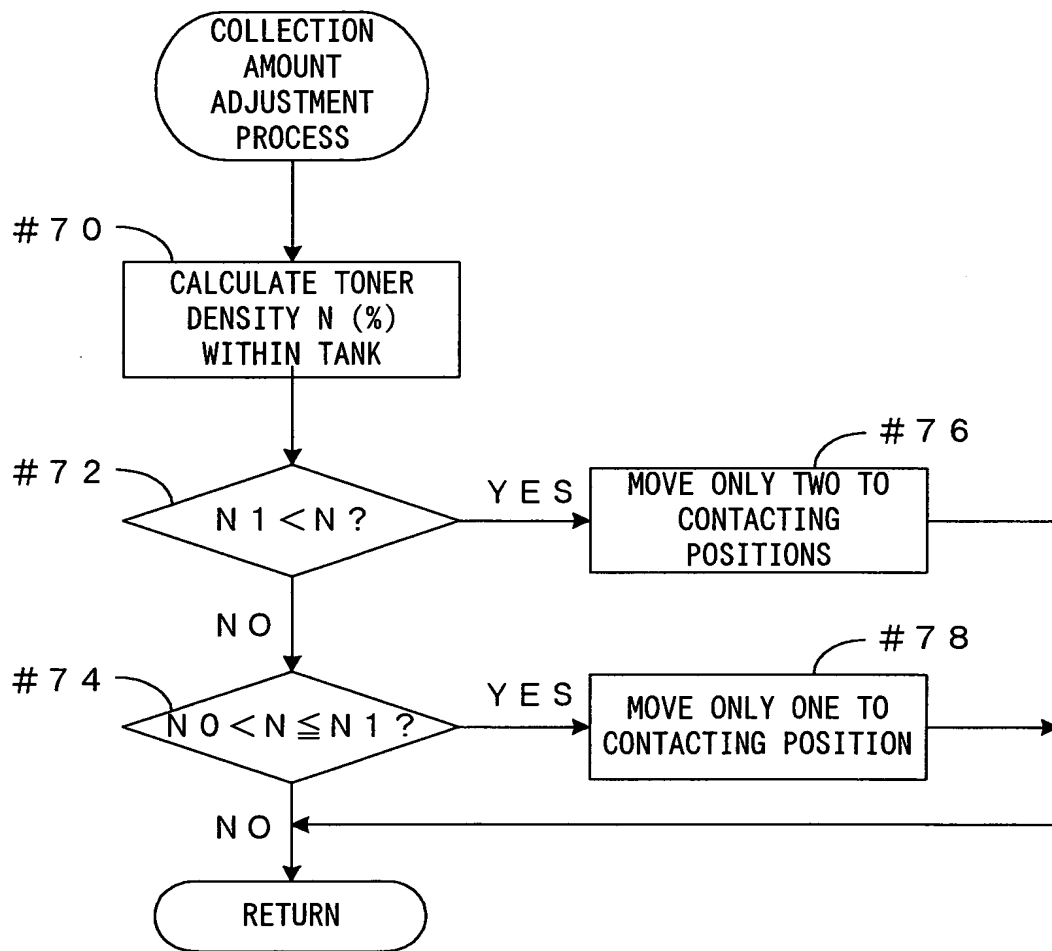 COLLECTION
AMOUNT
ADJUSTMENT
PROCESS
#70
CALCULATE TONER
DENSITY N (%)
WITHIN TANK
#72
N1<N?
YES
#76
MOVE ONLY TWO TO
CONTACTING
POSITIONS
NO
#74
N0<N≦N1?
YES
#78
MOVE ONLY ONE TO
CONTACTING POSITION
NO
RETURN